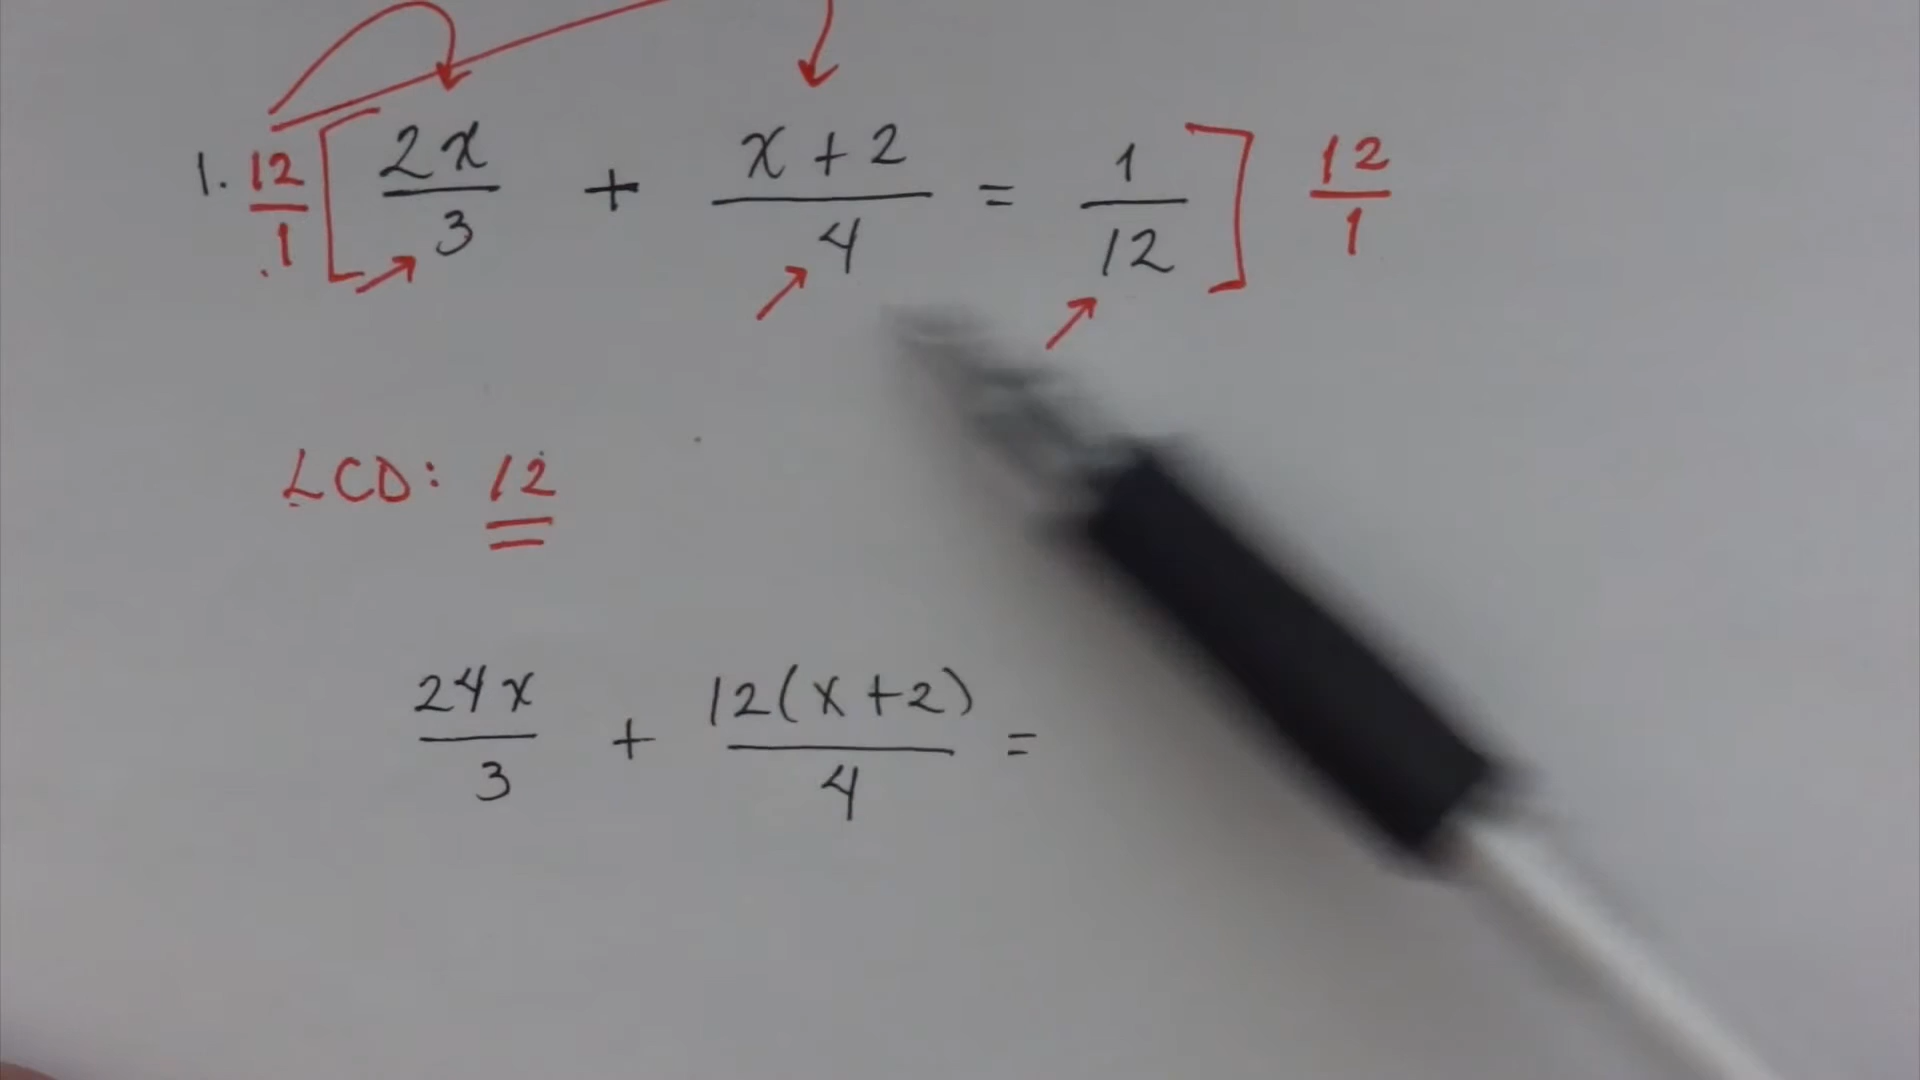 1. 12/1 [ 2x/3 + x+2/4 = 1/12 ] 12/1
LCD: 12
24x/3 + 12(x+2)/4 =